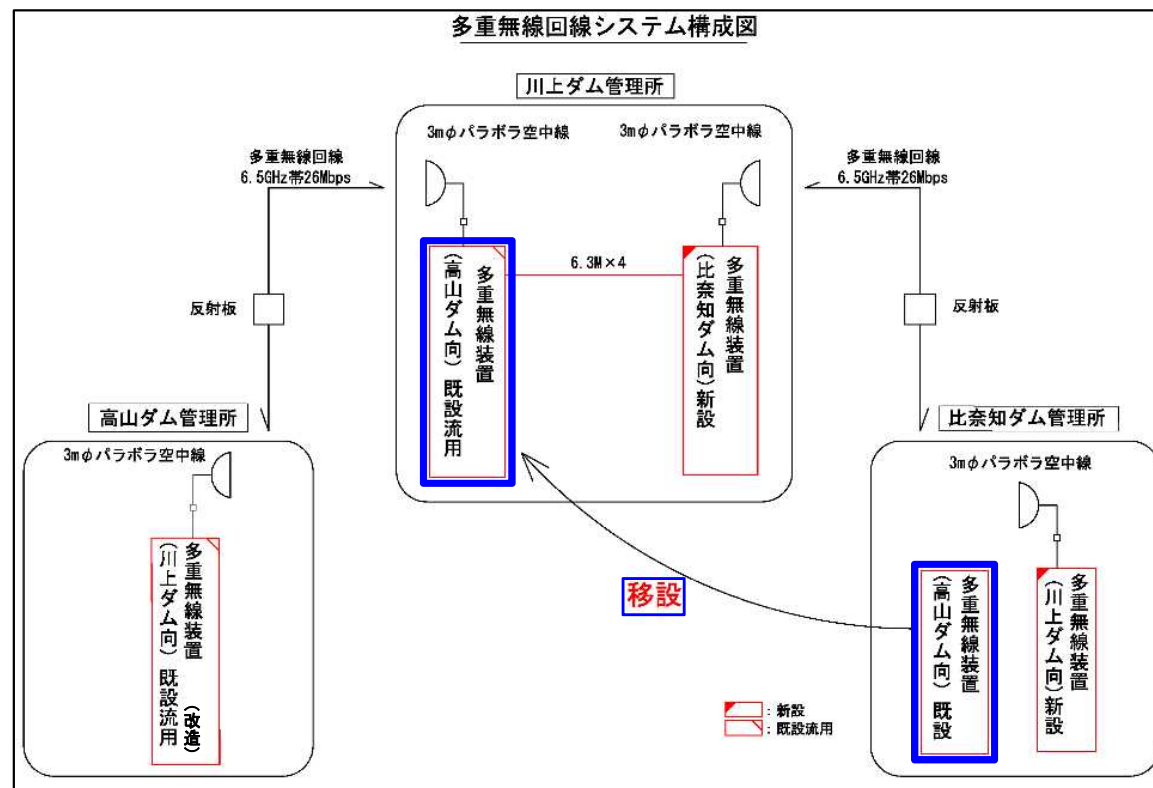 多重無線回線システム構成図
川上ダム管理所
3mφパラボラ空中線
3mφパラボラ空中線
多重無線回線
6.5GHz帯26Mbps
多重無線回線
6.5GHz帯26Mbps
多重無線装置
(高山ダム向) 既設流用
6.3M×4
多重無線装置
(比奈知ダム向)新設
反射板
反射板
高山ダム管理所
3mφパラボラ空中線
多重無線装置
(川上ダム向) 既設流用
(改造)
比奈知ダム管理所
3mφパラボラ空中線
多重無線装置
(高山ダム向) 既設
多重無線装置
(川上ダム向)新設
移設
:新設
:既設流用